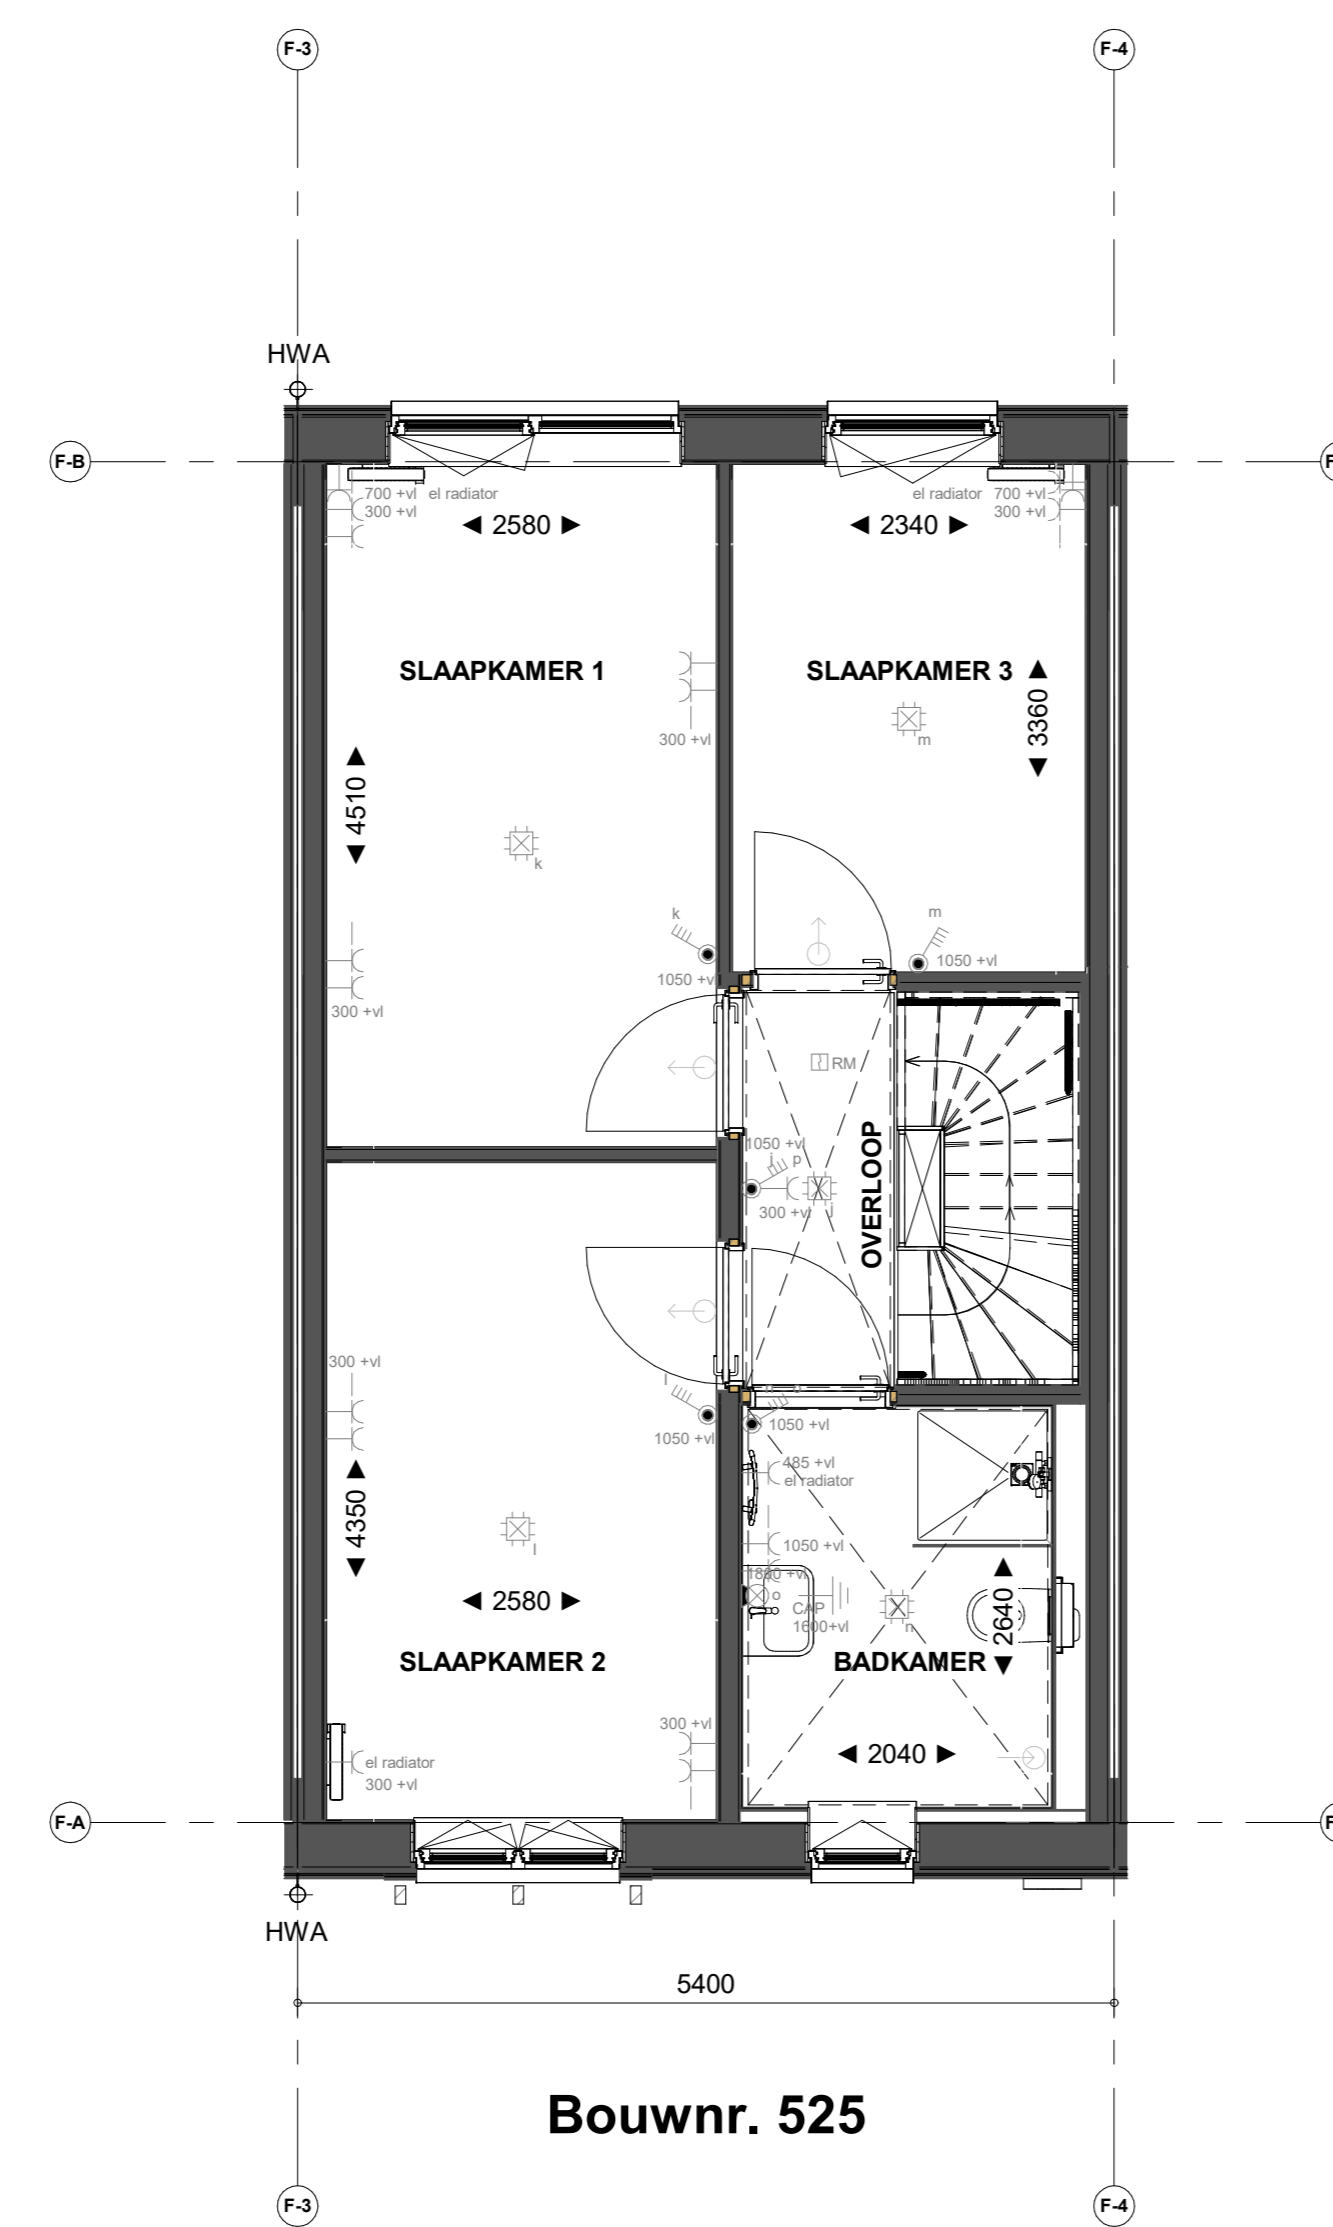 F-3
F-4
HWA
F-B
700 +vl
el radiator
300 +vl
2580
el radiator
700 +vl
300 +vl
2340
SLAAPKAMER 1
SLAAPKAMER 3
3360
m
300 +vl
4510
k
k
1050 +vl
m
1050 +vl
300 +vl
RM
OVERLOOP
1050 +vl
j p
300 +vl
j
300 +vl
l
1050 +vl
1050 +vl
485 +vl
el radiator
4350
l
1050 +vl
o
CAP
1600+vl
n
2640
2580
SLAAPKAMER 2
BADKAMER
300 +vl
2040
el radiator
300 +vl
F-A
HWA
5400
Bouwnr. 525
F-3
F-4